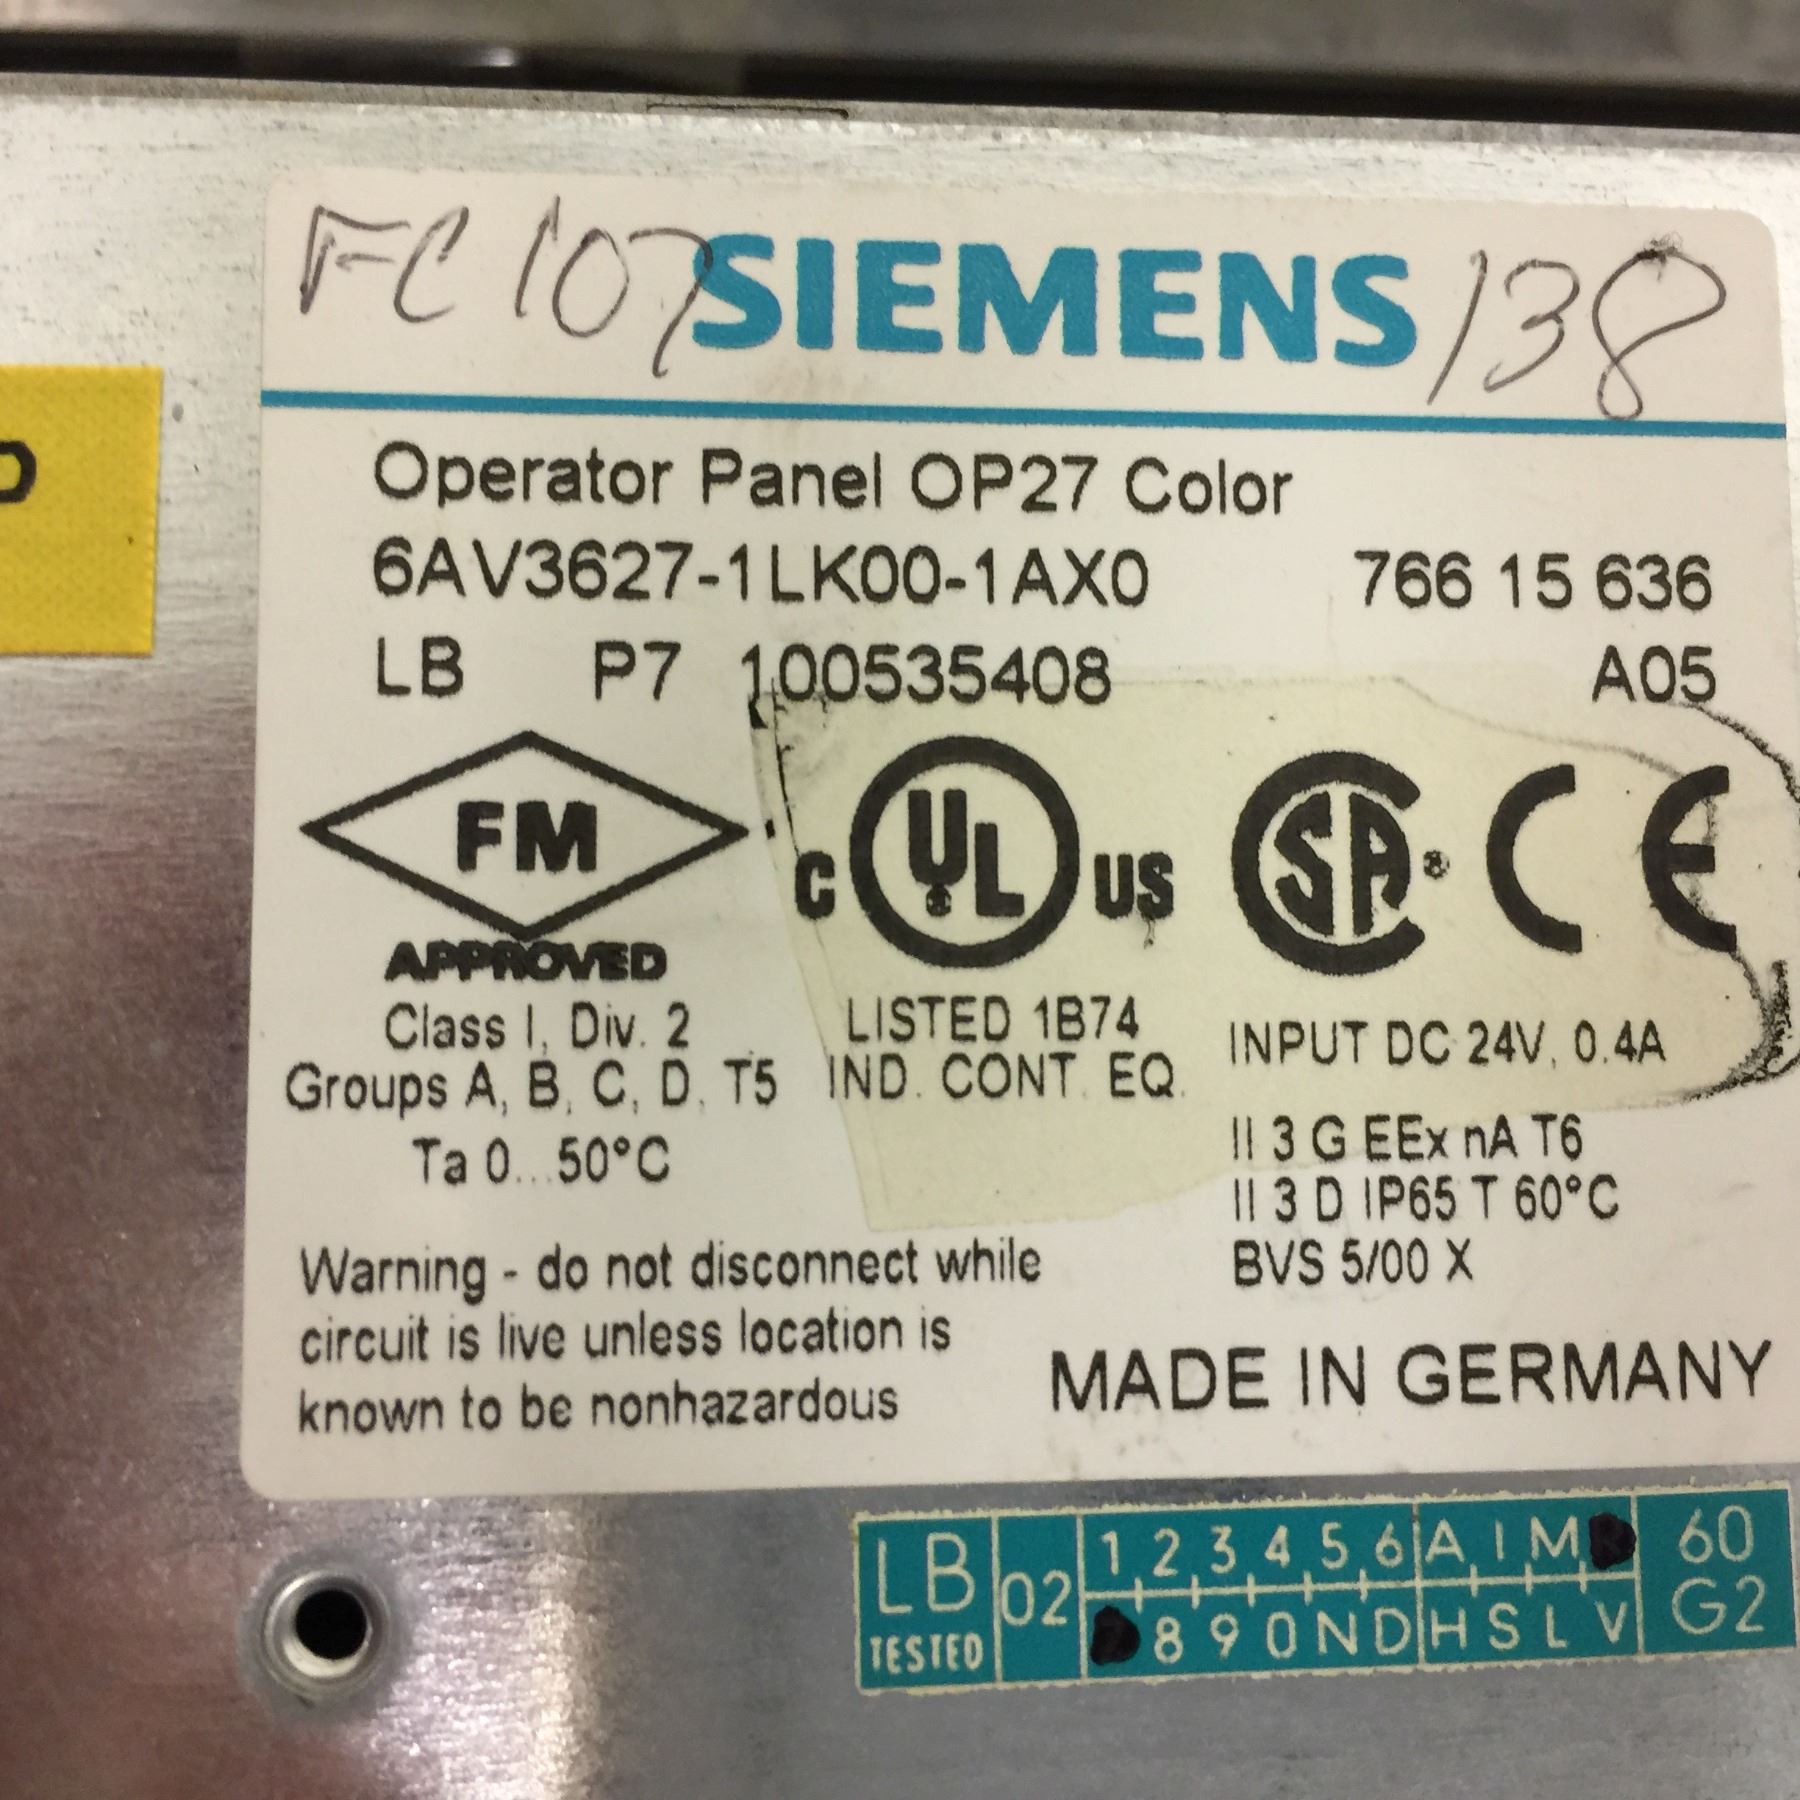 FC 107 SIEMENS 138
Operator Panel OP27 Color
6AV3627-1LK00-1AX0 766 15 636
LB P7 100535408 A05
FM
APPROVED
Class I, Div. 2
Groups A, B, C, D, T5
Ta 0...50°C
C UL ® US
LISTED 1B74
IND. CONT. EQ.
SA ® CE
INPUT DC 24V, 0.4A
II 3 G EEx nA T6
II 3 D IP65 T 60°C
BVS 5/00 X
Warning - do not disconnect while
circuit is live unless location is
known to be nonhazardous
MADE IN GERMANY
LB
TESTED
02
1 2 3 4 5 6 A I M
8 9 0 N D H S L V
60
G2